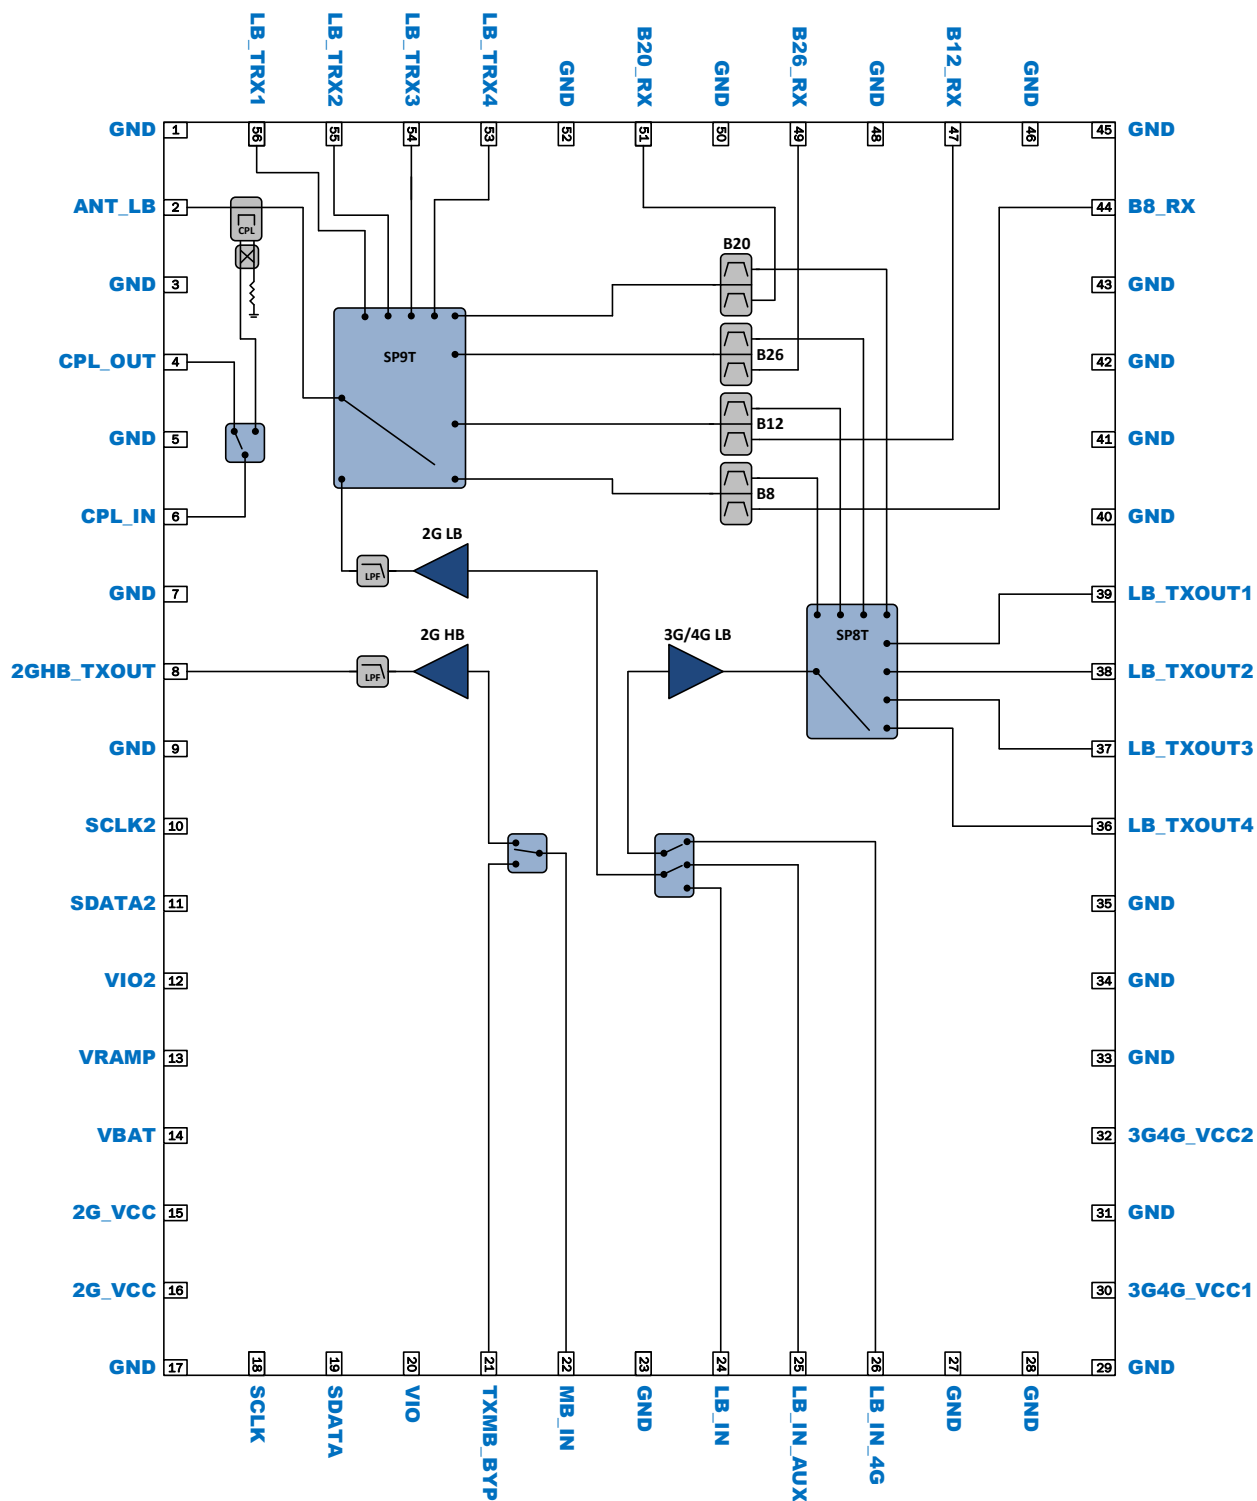 LB_TRX1
LB_TRX2
LB_TRX3
LB_TRX4
GND
B20_RX
GND
B26_RX
GND
B12_RX
GND
56
55
54
53
52
51
50
49
48
47
46
GND 1
ANT_LB 2
GND 3
CPL_OUT 4
GND 5
CPL_IN 6
GND 7
2GHB_TXOUT 8
GND 9
SCLK2 10
SDATA2 11
VIO2 12
VRAMP 13
VBAT 14
2G_VCC 15
2G_VCC 16
GND 17
CPL
SP9T
B20
B26
B12
B8
2G LB
LPF
2G HB
LPF
3G/4G LB
SP8T
45 GND
44 B8_RX
43 GND
42 GND
41 GND
40 GND
39 LB_TXOUT1
38 LB_TXOUT2
37 LB_TXOUT3
36 LB_TXOUT4
35 GND
34 GND
33 GND
32 3G4G_VCC2
31 GND
30 3G4G_VCC1
29 GND
18
19
20
21
22
23
24
25
26
27
28
SCLK
SDATA
VIO
TXMB_BYP
MB_IN
GND
LB_IN
LB_IN_AUX
LB_IN_4G
GND
GND